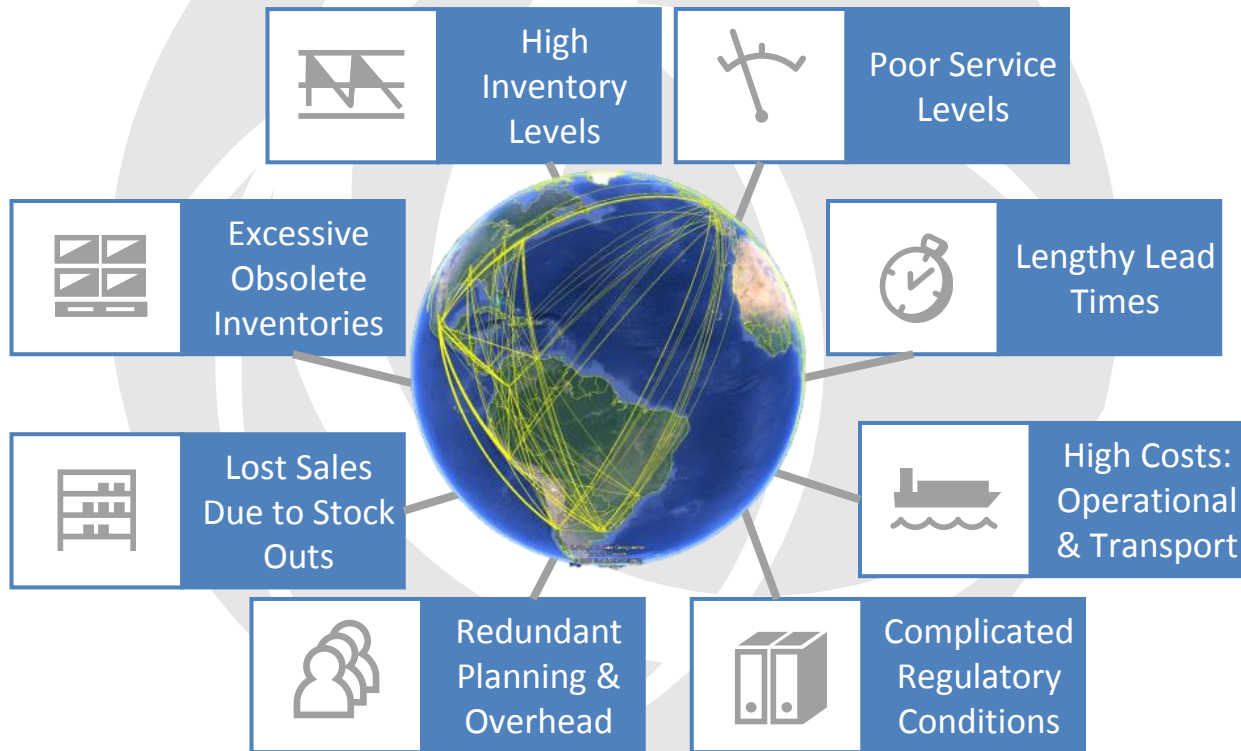 High
Inventory
Levels
Poor Service
Levels
Excessive
Obsolete
Inventories
Lengthy Lead
Times
Lost Sales
Due to Stock
Outs
High Costs:
Operational
& Transport
Redundant
Planning &
Overhead
Complicated
Regulatory
Conditions